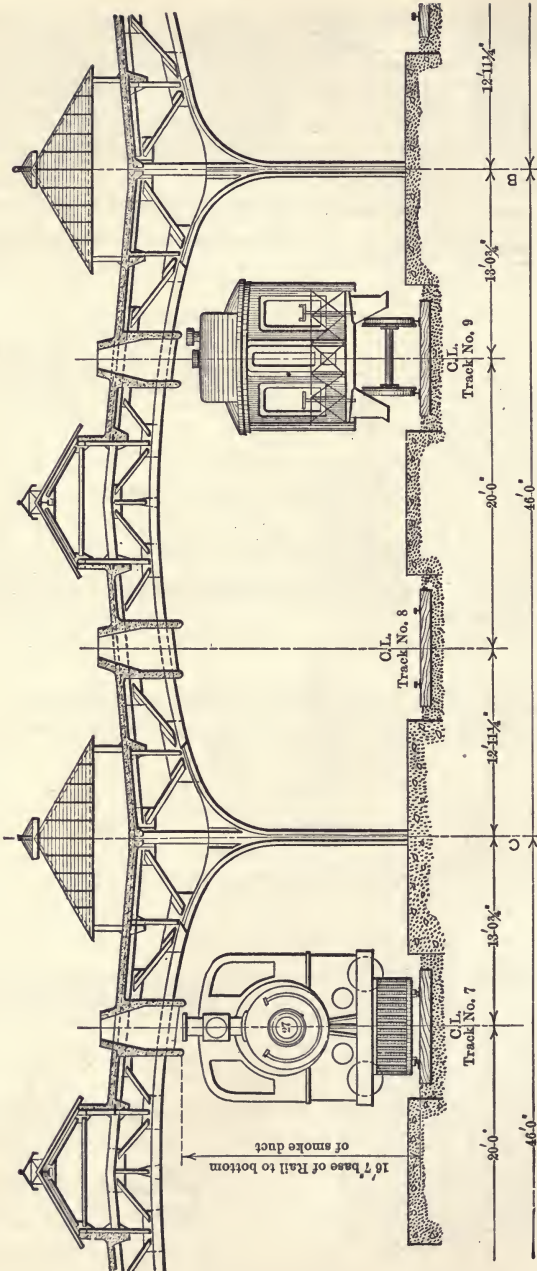 16′7″ base of Rail to bottom
of smoke duct
27
C.L.
Track No. 7
C.L.
Track No. 8
C.L.
Track No. 9
20′-0″
13′-0¾″
12′-11¼″
20′-0″
13′-0¾″
12′-11¼″
46′-0″
C
46′-0″
B